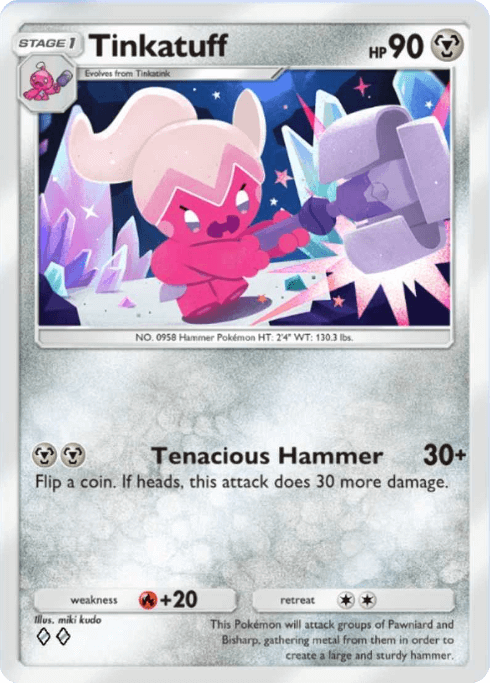 STAGE 1 Tinkatuff HP 90
Evolves from Tinkatink
NO. 0958 Hammer Pokémon HT: 2'4" WT: 130.3 lbs.
Tenacious Hammer 30+
Flip a coin. If heads, this attack does 30 more damage.
weakness +20 retreat
Illus. miki kudo
This Pokémon will attack groups of Pawniard and
Bisharp, gathering metal from them in order to
create a large and sturdy hammer.